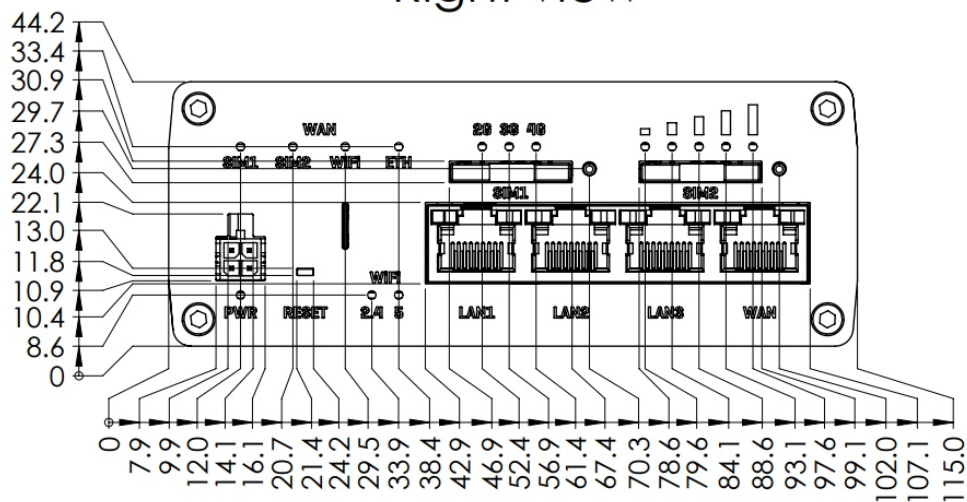 Right view
44.2
33.4
30.9
29.7
27.3
24.0
22.1
13.0
11.8
10.9
10.4
8.6
0
WAN
SIM1 SIM2 WIFI ETH
2G 3G 4G
SIM1
SIM2
WiFi
PWR RESET 2.4 5
LAN1 LAN2 LAN3 WAN
0 7.9 9.9 12.0 14.1 16.1 20.7 21.4 24.2 29.5 33.9 38.4 42.9 46.9 52.4 56.9 61.4 67.4 70.3 78.6 79.6 84.1 88.6 93.1 97.6 99.1 102.0 107.1 115.0